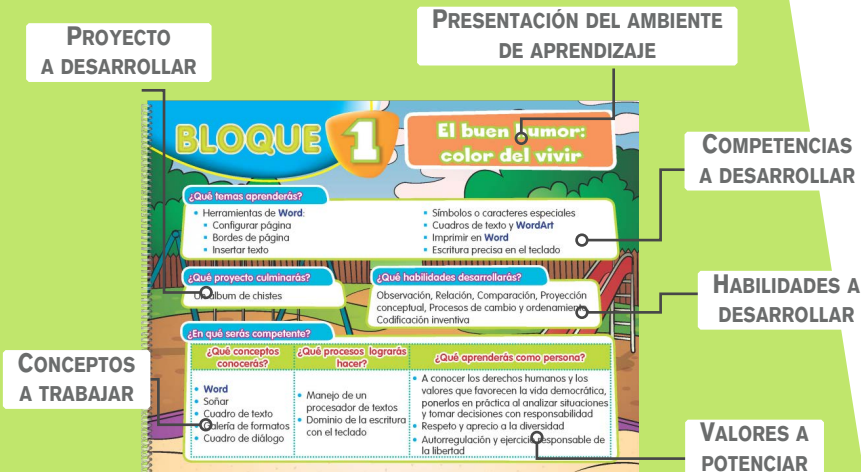 PROYECTO
A DESARROLLAR
PRESENTACIÓN DEL AMBIENTE
DE APRENDIZAJE
BLOQUE 1
El buen humor:
color del vivir
COMPETENCIAS
A DESARROLLAR
¿Qué temas aprenderás?
• Herramientas de Word:
• Configurar página
• Bordes de página
• Insertar texto
• Símbolos o caracteres especiales
• Cuadros de texto y WordArt
• Imprimir en Word
• Escritura precisa en el teclado
¿Qué proyecto culminarás?
Un álbum de chistes
¿Qué habilidades desarrollarás?
Observación, Relación, Comparación, Proyección
conceptual, Procesos de cambio y ordenamiento
Codificación inventiva
HABILIDADES A
DESARROLLAR
¿En qué serás competente?
¿Qué conceptos
conocerás?
• Word
• Soñar
• Cuadro de texto
• Galería de formatos
• Cuadro de diálogo
¿Qué procesos lograrás
hacer?
• Manejo de un
procesador de textos
• Dominio de la escritura
con el teclado
¿Qué aprenderás como persona?
• A conocer los derechos humanos y los
valores que favorecen la vida democrática,
ponerlos en práctica al analizar situaciones
y tomar decisiones con responsabilidad
• Respeto y aprecio a la diversidad
• Autorregulación y ejercicio responsable de
la libertad
CONCEPTOS
A TRABAJAR
VALORES A
POTENCIAR